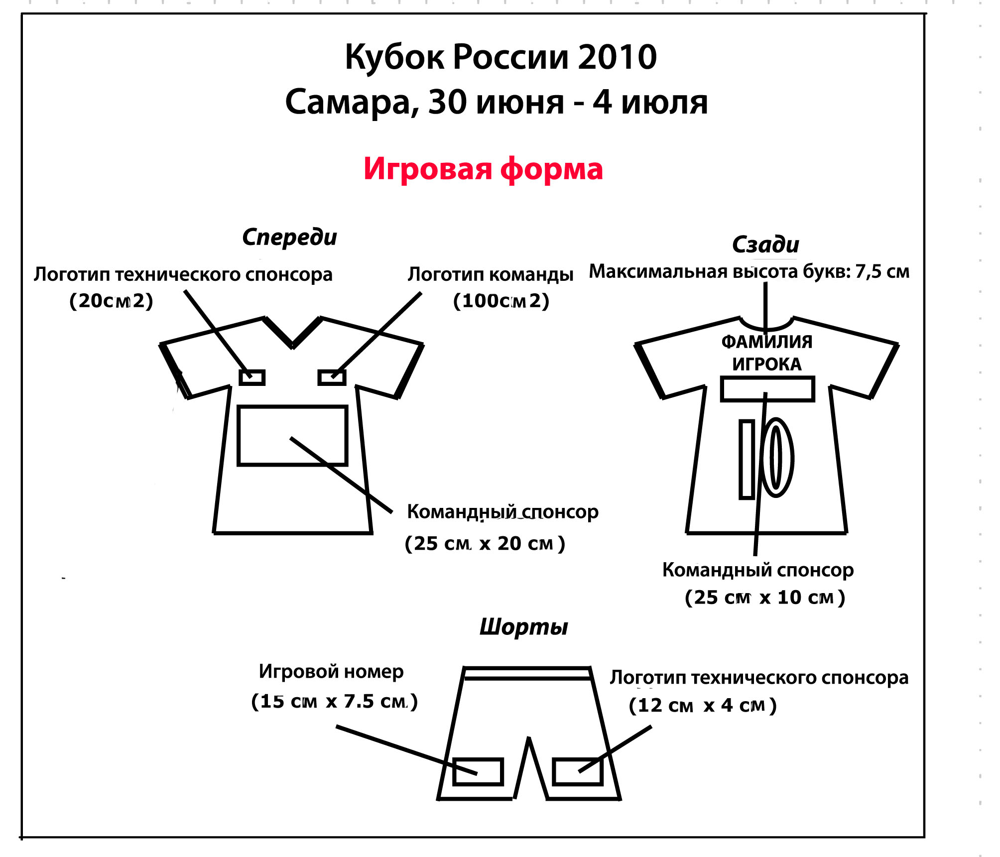 Кубок России 2010
Самара, 30 июня - 4 июля
Игровая форма
Спереди
Логотип технического спонсора
(20см2)
Логотип команды
(100см2)
Командный спонсор
(25 см x 20 см)
Сзади
Максимальная высота букв: 7,5 см
ФАМИЛИЯ
ИГРОКА
10
Командный спонсор
(25 см x 10 см)
Шорты
Игровой номер
(15 см x 7.5 см)
Логотип технического спонсора
(12 см x 4 см)